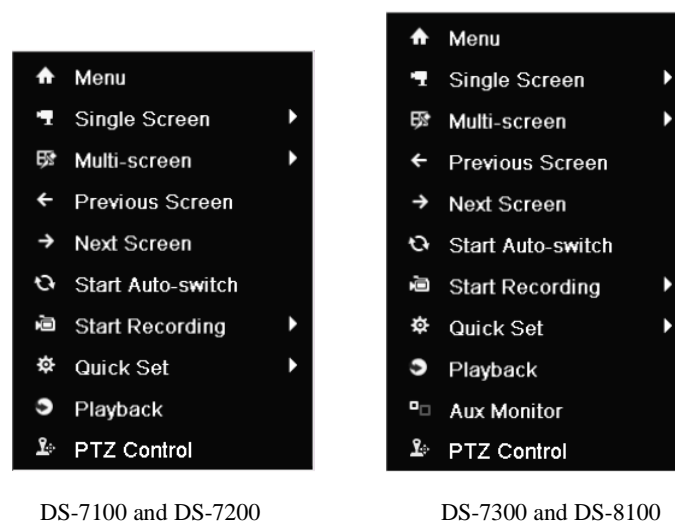 Menu
Single Screen
Multi-screen
Previous Screen
Next Screen
Start Auto-switch
Start Recording
Quick Set
Playback
PTZ Control
DS-7100 and DS-7200
Menu
Single Screen
Multi-screen
Previous Screen
Next Screen
Start Auto-switch
Start Recording
Quick Set
Playback
Aux Monitor
PTZ Control
DS-7300 and DS-8100